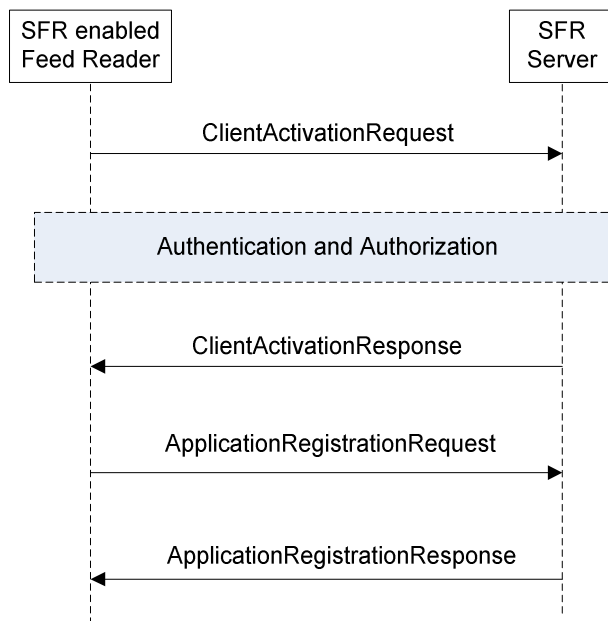 SFR enabled
Feed Reader
SFR
Server
ClientActivationRequest
Authentication and Authorization
ClientActivationResponse
ApplicationRegistrationRequest
ApplicationRegistrationResponse